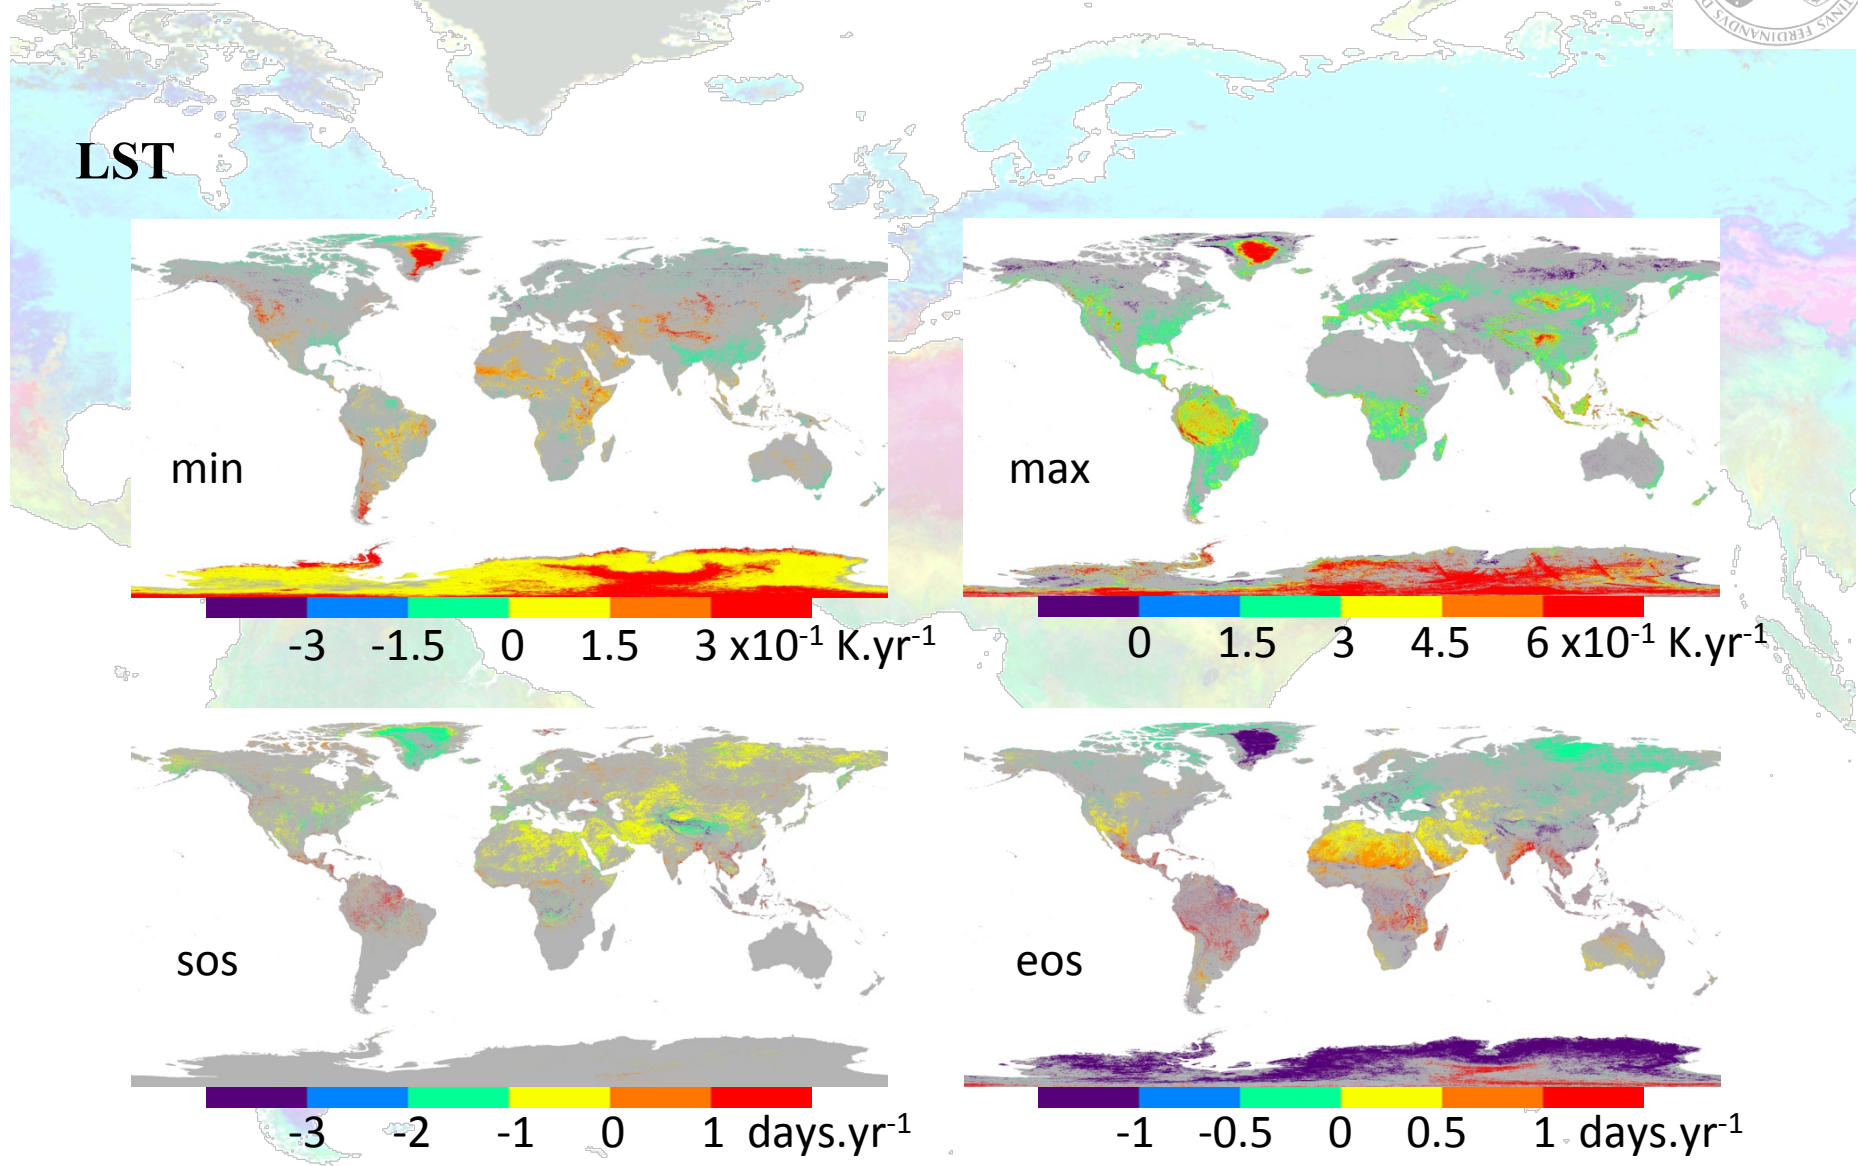 TINVS FERDINANDVS D
LST
min
max
-3 -1.5 0 1.5 3 x10⁻¹ K.yr⁻¹
0 1.5 3 4.5 6 x10⁻¹ K.yr⁻¹
sos
eos
-3 -2 -1 0 1 days.yr⁻¹
-1 -0.5 0 0.5 1 days.yr⁻¹